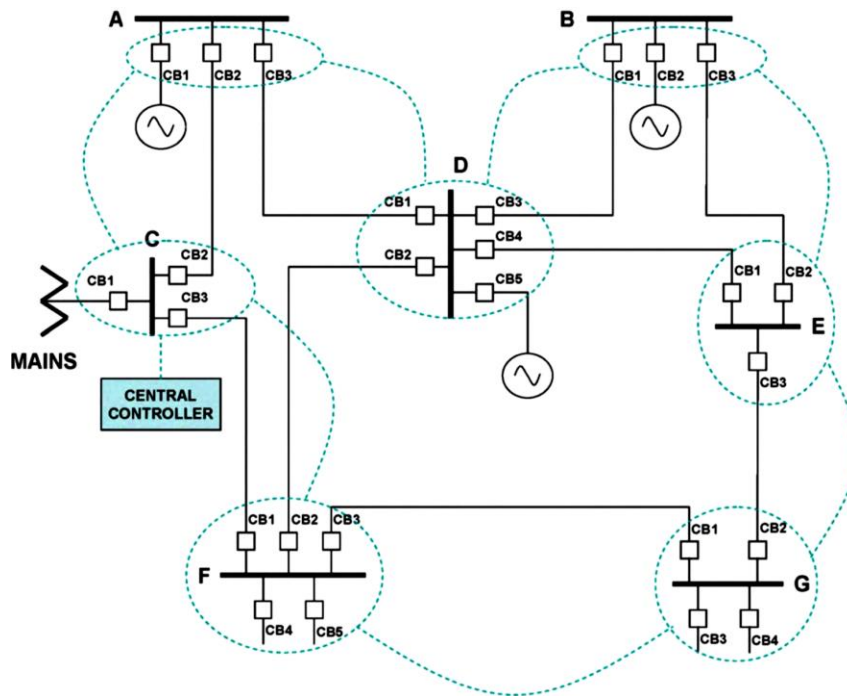 A
B
CB1
CB2
CB3
CB1
CB2
CB3
D
CB1
CB3
C
CB2
CB4
CB2
CB1
CB3
CB5
CB1
CB2
E
MAINS
CB3
CENTRAL
CONTROLLER
CB1
CB2
CB3
CB1
CB2
F
G
CB4
CB5
CB3
CB4